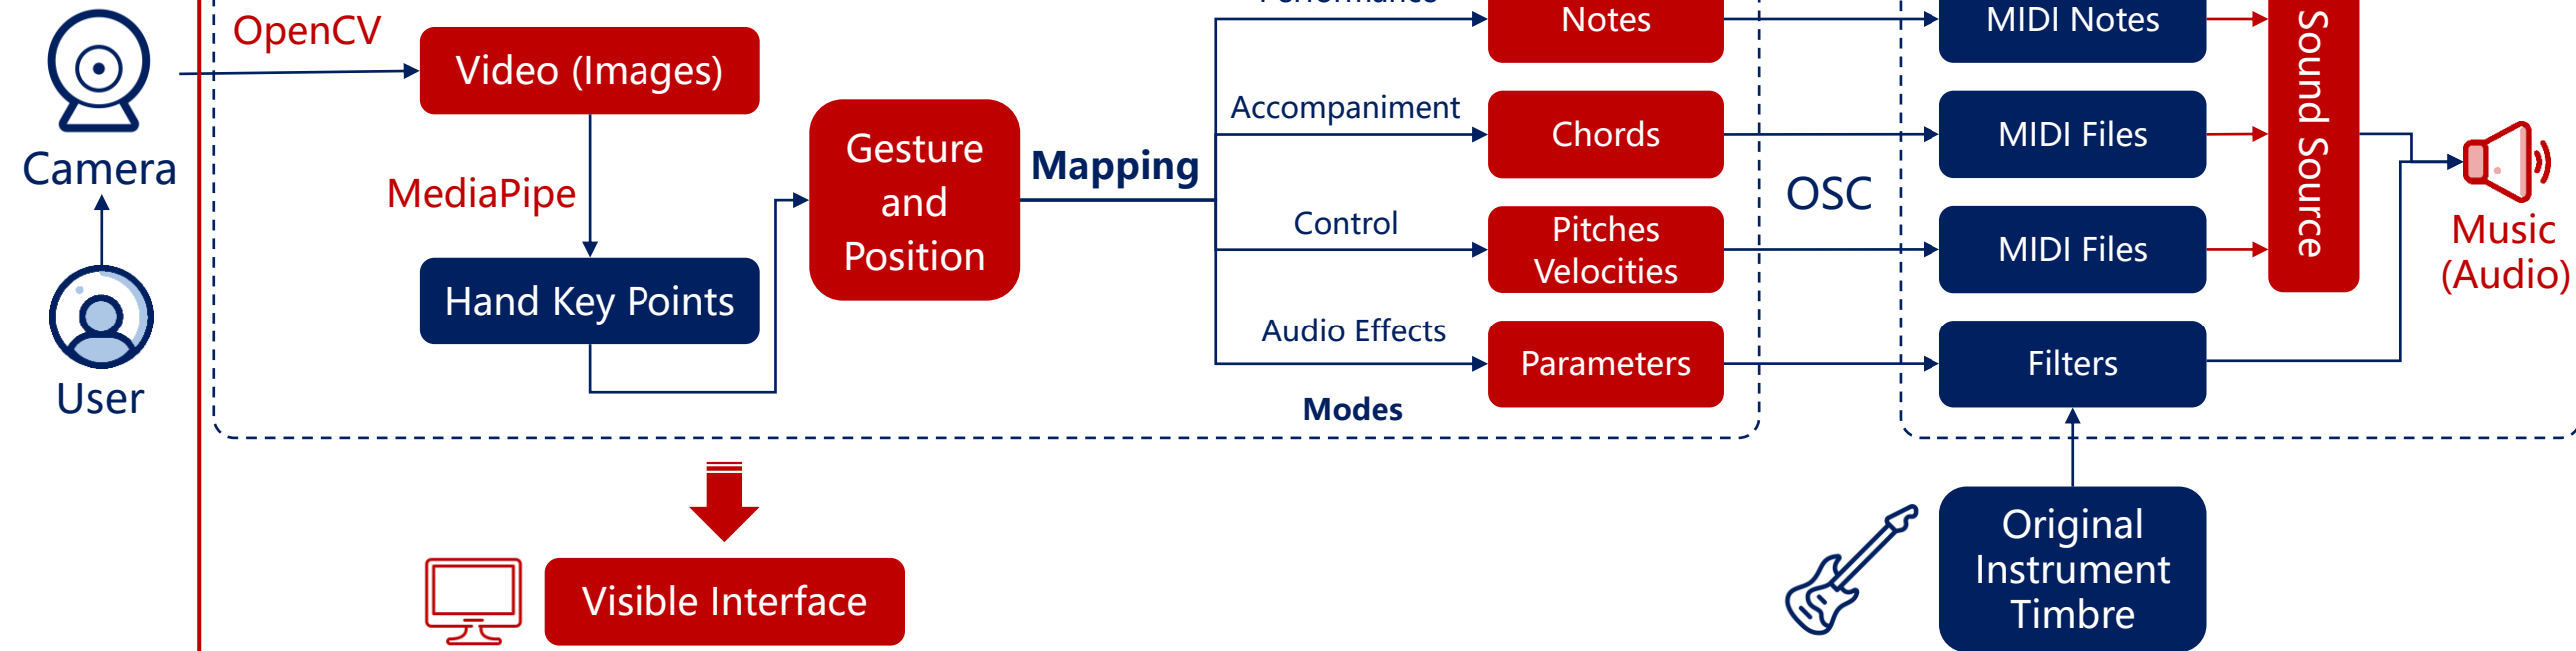 Performance
OpenCV
Notes
MIDI Notes
Sound Source
Video (Images)
Accompaniment
Chords
MIDI Files
Camera
MediaPipe
Gesture
and
Position
Mapping
OSC
Control
Pitches
Velocities
MIDI Files
Music
(Audio)
Hand Key Points
Audio Effects
Parameters
Filters
User
Modes
Visible Interface
Original
Instrument
Timbre